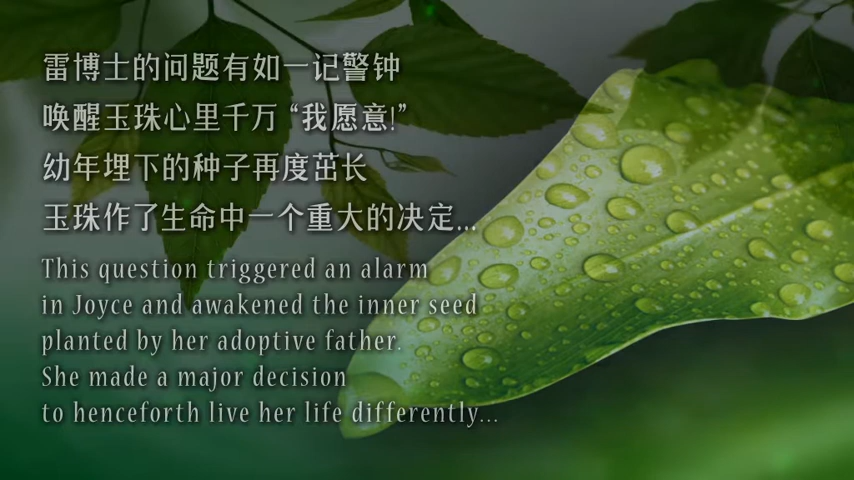 雷博士的问题有如一记警钟
唤醒玉珠心里千万 “我愿意!”
幼年埋下的种子再度茁长
玉珠作了生命中一个重大的决定...
This question triggered an alarm
in Joyce and awakened the inner seed
planted by her adoptive father.
She made a major decision
to henceforth live her life differently...